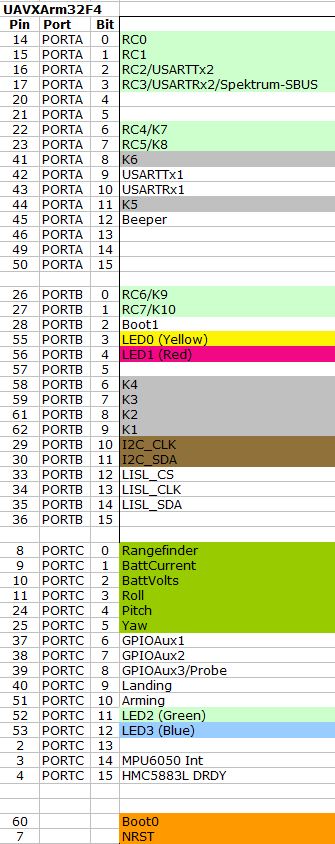 UAVXArm32F4
Pin Port Bit
14 PORTA 0 RC0
15 PORTA 1 RC1
16 PORTA 2 RC2/USARTTx2
17 PORTA 3 RC3/USARTRx2/Spektrum-SBUS
20 PORTA 4
21 PORTA 5
22 PORTA 6 RC4/K7
23 PORTA 7 RC5/K8
41 PORTA 8 K6
42 PORTA 9 USARTTx1
43 PORTA 10 USARTRx1
44 PORTA 11 K5
45 PORTA 12 Beeper
46 PORTA 13
49 PORTA 14
50 PORTA 15
26 PORTB 0 RC6/K9
27 PORTB 1 RC7/K10
28 PORTB 2 Boot1
55 PORTB 3 LED0 (Yellow)
56 PORTB 4 LED1 (Red)
57 PORTB 5
58 PORTB 6 K4
59 PORTB 7 K3
61 PORTB 8 K2
62 PORTB 9 K1
29 PORTB 10 I2C_CLK
30 PORTB 11 I2C_SDA
33 PORTB 12 LISL_CS
34 PORTB 13 LISL_CLK
35 PORTB 14 LISL_SDA
36 PORTB 15
8 PORTC 0 Rangefinder
9 PORTC 1 BattCurrent
10 PORTC 2 BattVolts
11 PORTC 3 Roll
24 PORTC 4 Pitch
25 PORTC 5 Yaw
37 PORTC 6 GPIOAux1
38 PORTC 7 GPIOAux2
39 PORTC 8 GPIOAux3/Probe
40 PORTC 9 Landing
51 PORTC 10 Arming
52 PORTC 11 LED2 (Green)
53 PORTC 12 LED3 (Blue)
2 PORTC 13
3 PORTC 14 MPU6050 Int
4 PORTC 15 HMC5883L DRDY
60 Boot0
7 NRST